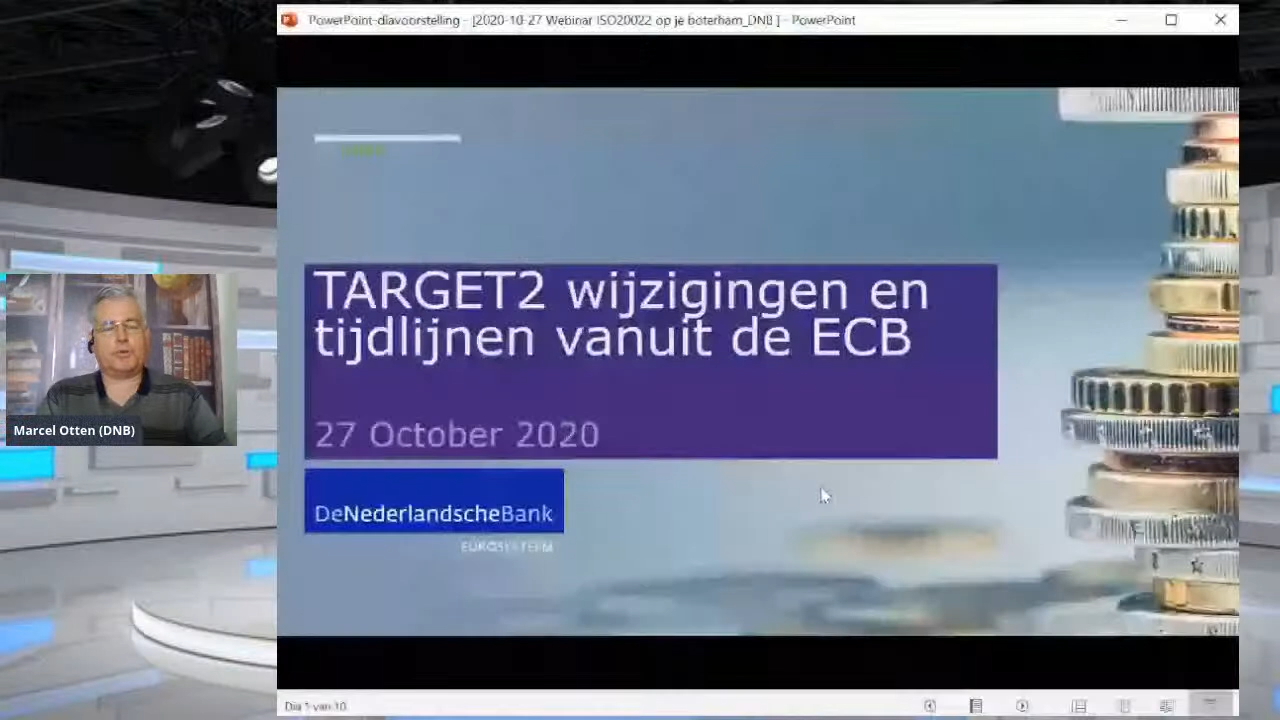 PowerPoint-diavoorstelling - [2020-10-27 Webinar ISO20022 op je boterham_DNB ] - PowerPoint
TARGET2 wijzigingen en
tijdlijnen vanuit de ECB
27 October 2020
DeNederlandscheBank
EUROSYSTEEM
Marcel Otten (DNB)
Dia 1 van 10